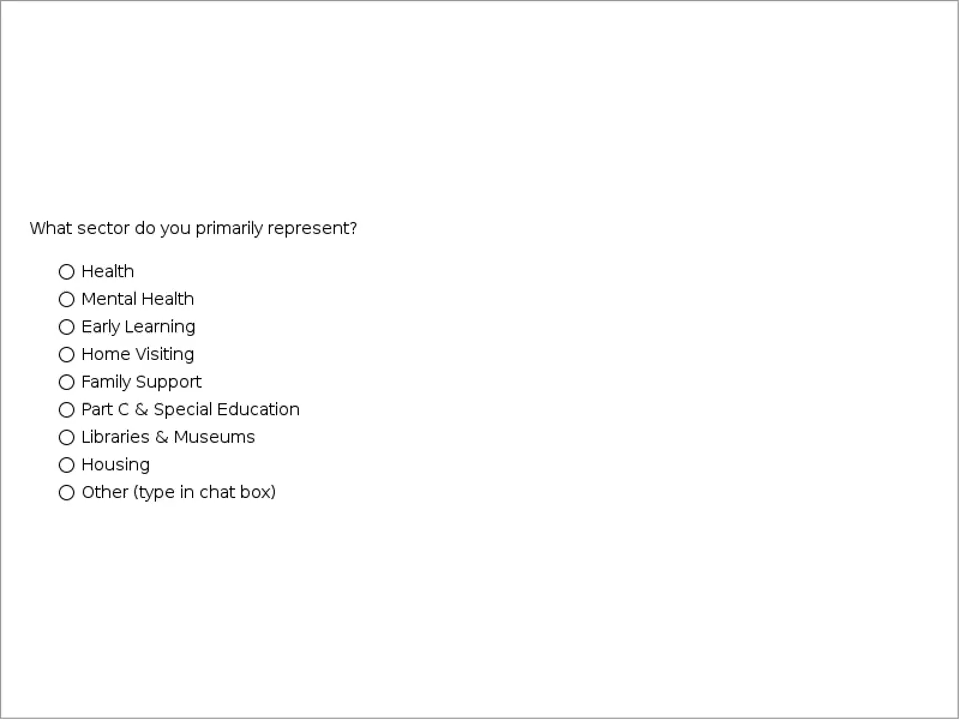 What sector do you primarily represent?
Health
Mental Health
Early Learning
Home Visiting
Family Support
Part C & Special Education
Libraries & Museums
Housing
Other (type in chat box)